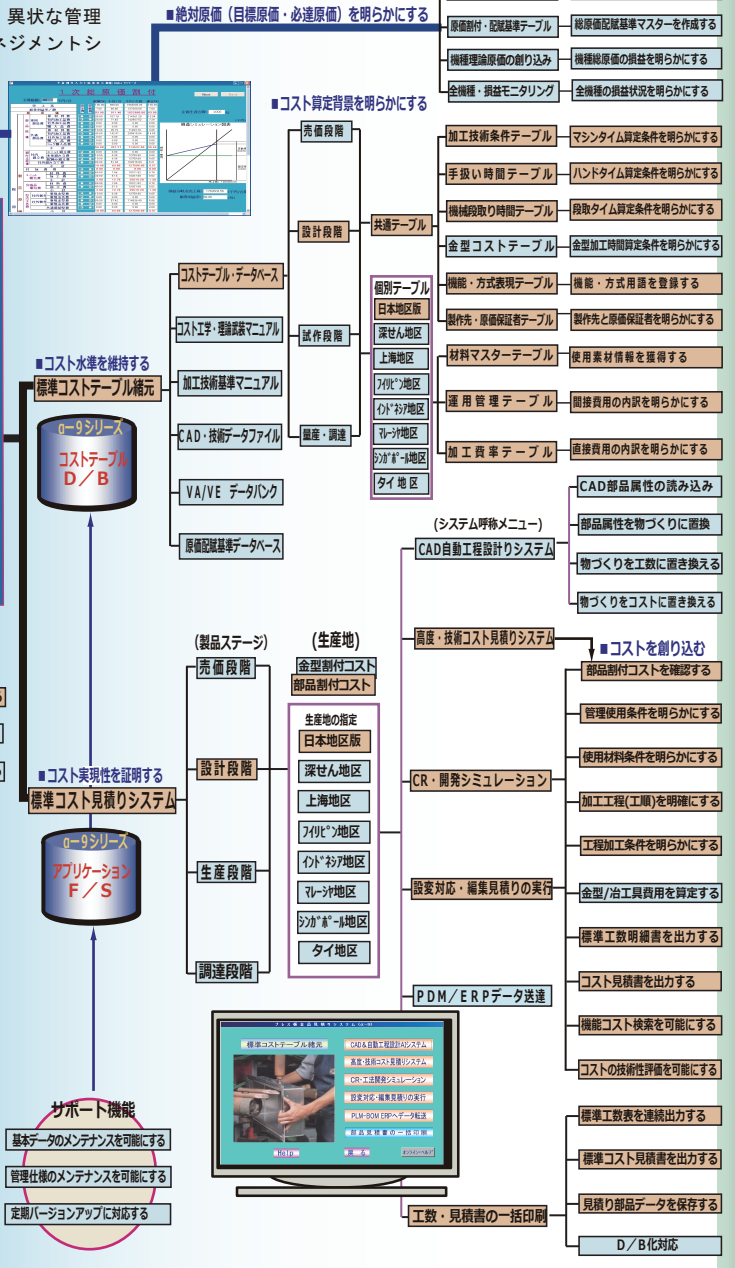 異状な管理
ネジメントシ
■絶対原価（目標原価・必達原価）を明らかにする
原価割付・配賦基準テーブル
総原価配賦基準マスターを作成する
機種理論原価の創り込み
機種総原価の損益を明らかにする
全機種・損益モニタリング
全機種の損益状況を明らかにする
1次総原価割付
■コスト算定背景を明らかにする
売価段階
設計段階
試作段階
量産・調達
共通テーブル
加工技術条件テーブル
マシンタイム算定条件を明らかにする
手扱い時間テーブル
ハンドタイム算定条件を明らかにする
機械段取り時間テーブル
段取タイム算定条件を明らかにする
金型コストテーブル
金型加工時間算定条件を明らかにする
機能・方式表現テーブル
機能・方式用語を登録する
製作先・原価保証者テーブル
製作先と原価保証者を明らかにする
材料マスターテーブル
使用素材情報を獲得する
運用管理テーブル
間接費用の内訳を明らかにする
加工費率テーブル
直接費用の内訳を明らかにする
個別テーブル
日本地区版
深せん地区
上海地区
フィリピン地区
インドネシア地区
マレーシヤ地区
シンガポール地区
タイ地区
■コスト水準を維持する
標準コストテーブル緒元
α-9シリーズ
コストテーブル
D／B
コストテーブル・データベース
コスト工学・理論武装マニュアル
加工技術基準マニュアル
CAD・技術データファイル
VA/VE データバンク
原価配賦基準データベース
(システム呼称メニュー)
CAD自動工程設計りシステム
CAD部品属性の読み込み
部品属性を物づくりに置換
物づくりを工数に置き換える
物づくりをコストに置き換える
高度・技術コスト見積りシステム
■コストを創り込む
(製品ステージ)
売価段階
設計段階
生産段階
調達段階
(生産地)
金型割付コスト
部品割付コスト
生産地の指定
日本地区版
深せん地区
上海地区
フィリピン地区
インドネシア地区
マレーシヤ地区
シンガポール地区
タイ地区
■コスト実現性を証明する
標準コスト見積りシステム
α-9シリーズ
アプリケーション
F／S
CR・開発シミュレーション
設変対応・編集見積りの実行
PDM／ERPデータ送達
工数・見積書の一括印刷
部品割付コストを確認する
管理使用条件を明らかにする
使用材料条件を明らかにする
加工工程(工順)を明確にする
工程加工条件を明らかにする
金型/冶工具費用を算定する
標準工数明細書を出力する
コスト見積書を出力する
機能コスト検索を可能にする
コストの技術性評価を可能にする
標準工数表を連続出力する
標準コスト見積書を出力する
見積り部品データを保存する
D／B化対応
標準コストテーブル緒元
CAD&自動工程設計AIシステム
高度・技術コスト見積りシステム
CR・工法開発シミュレーション
設変対応・編集見積りの実行
PLM-BOM ERPへデータ転送
部品見積書の一括印刷
Help
戻る
オンラインヘルプ
サポート機能
基本データのメンテナンスを可能にする
管理仕様のメンテナンスを可能にする
定期バージョンアップに対応する